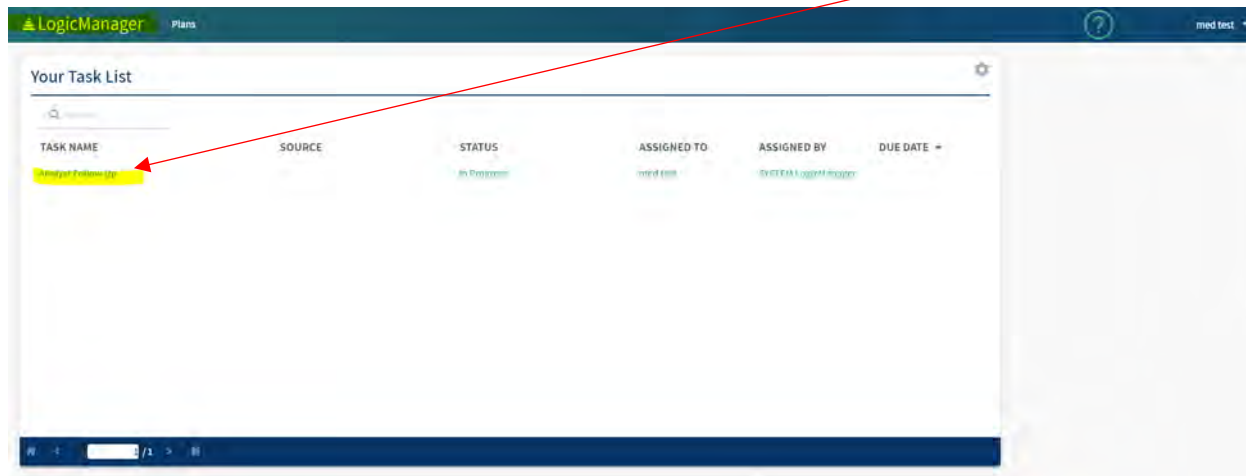 LogicManager Plans ? med test
Your Task List
TASK NAME SOURCE STATUS ASSIGNED TO ASSIGNED BY DUE DATE
Analyst Follow Up In Progress med test SYSTEM LogicManager
1 /1